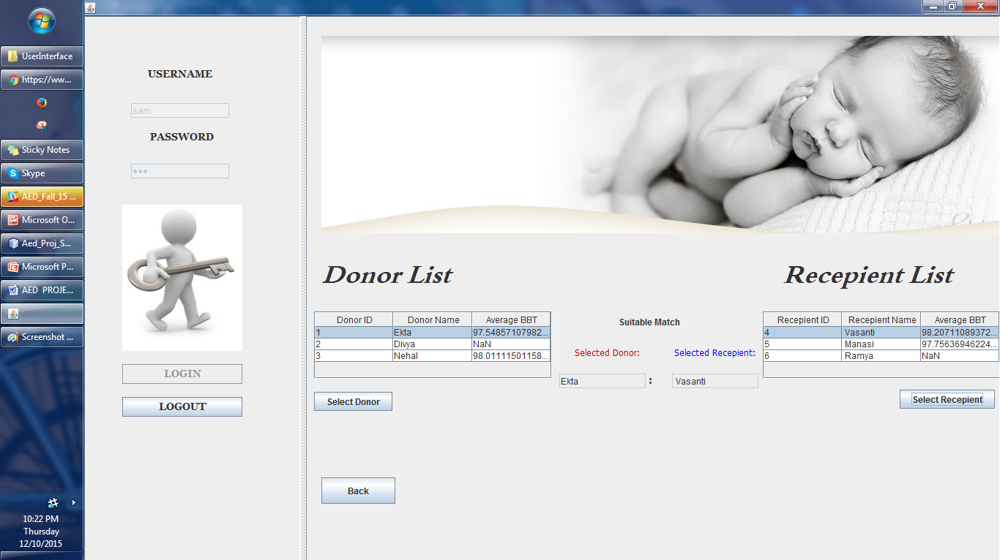 UserInterface
https://ww...
Sticky Notes
Skype
AED_Fall_15 ...
Microsoft O...
Aed_Proj_S...
Microsoft P...
AED PROJE...
Screenshot ...
10:22 PM
Thursday
12/10/2015
USERNAME
sam
PASSWORD
LOGIN
LOGOUT
Donor List
Recepient List
Donor ID Donor Name Average BBT
1 Ekta 97.54857107982...
2 Divya NaN
3 Nehal 98.01111501158...
Select Donor
Suitable Match
Selected Donor: Selected Recepient:
Ekta : Vasanti
Recepient ID Recepient Name Average BBT
4 Vasanti 98.20711089372...
5 Manasi 97.75636946224...
6 Ramya NaN
Select Recepient
Back